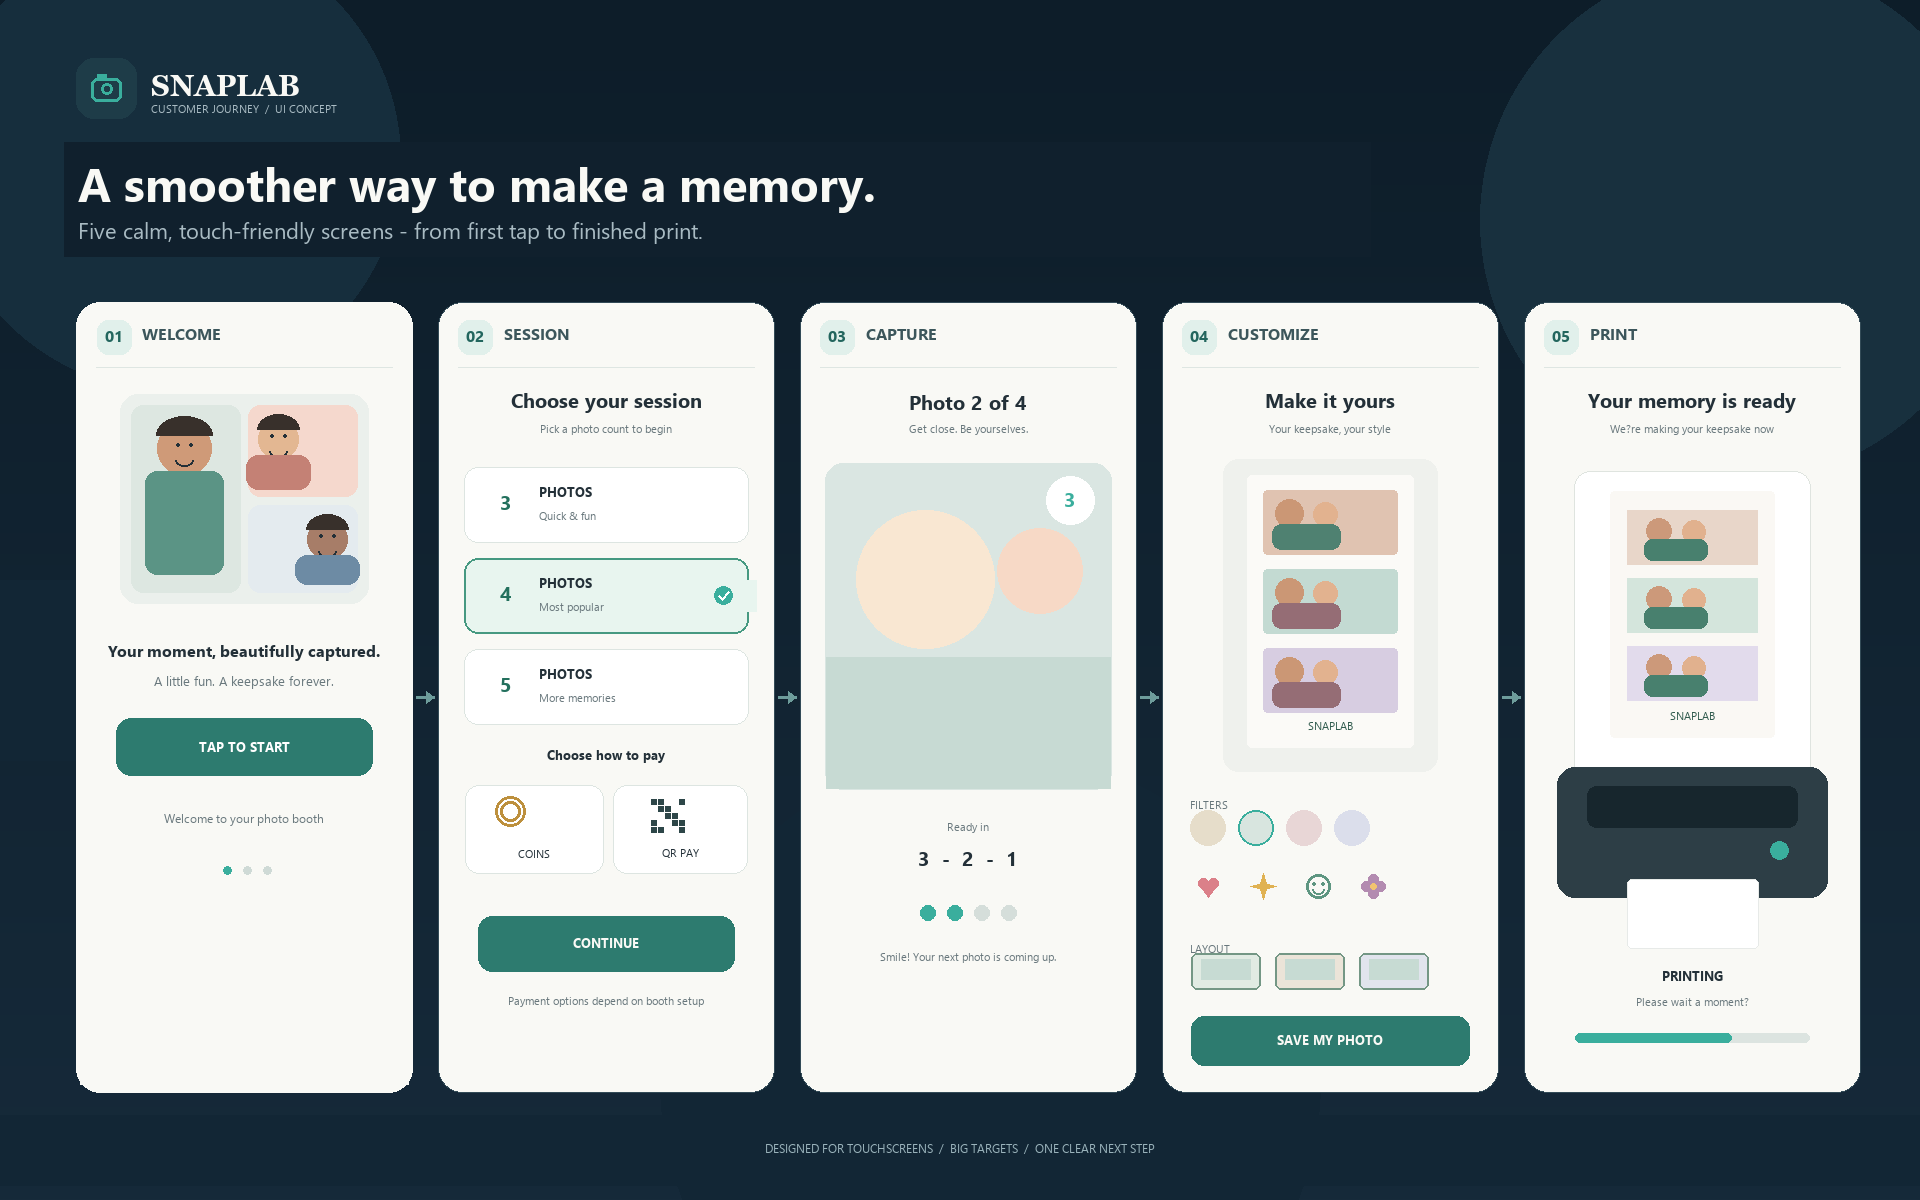 SNAPLAB
CUSTOMER JOURNEY / UI CONCEPT
A smoother way to make a memory.
Five calm, touch-friendly screens - from first tap to finished print.
01 WELCOME
Your moment, beautifully captured.
A little fun. A keepsake forever.
TAP TO START
Welcome to your photo booth
02 SESSION
Choose your session
Pick a photo count to begin
3 PHOTOS
Quick & fun
4 PHOTOS
Most popular
5 PHOTOS
More memories
Choose how to pay
COINS
QR PAY
CONTINUE
Payment options depend on booth setup
03 CAPTURE
Photo 2 of 4
Get close. Be yourselves.
3
Ready in
3 - 2 - 1
Smile! Your next photo is coming up.
04 CUSTOMIZE
Make it yours
Your keepsake, your style
SNAPLAB
FILTERS
LAYOUT
SAVE MY PHOTO
05 PRINT
Your memory is ready
We?re making your keepsake now
SNAPLAB
PRINTING
Please wait a moment?
DESIGNED FOR TOUCHSCREENS / BIG TARGETS / ONE CLEAR NEXT STEP